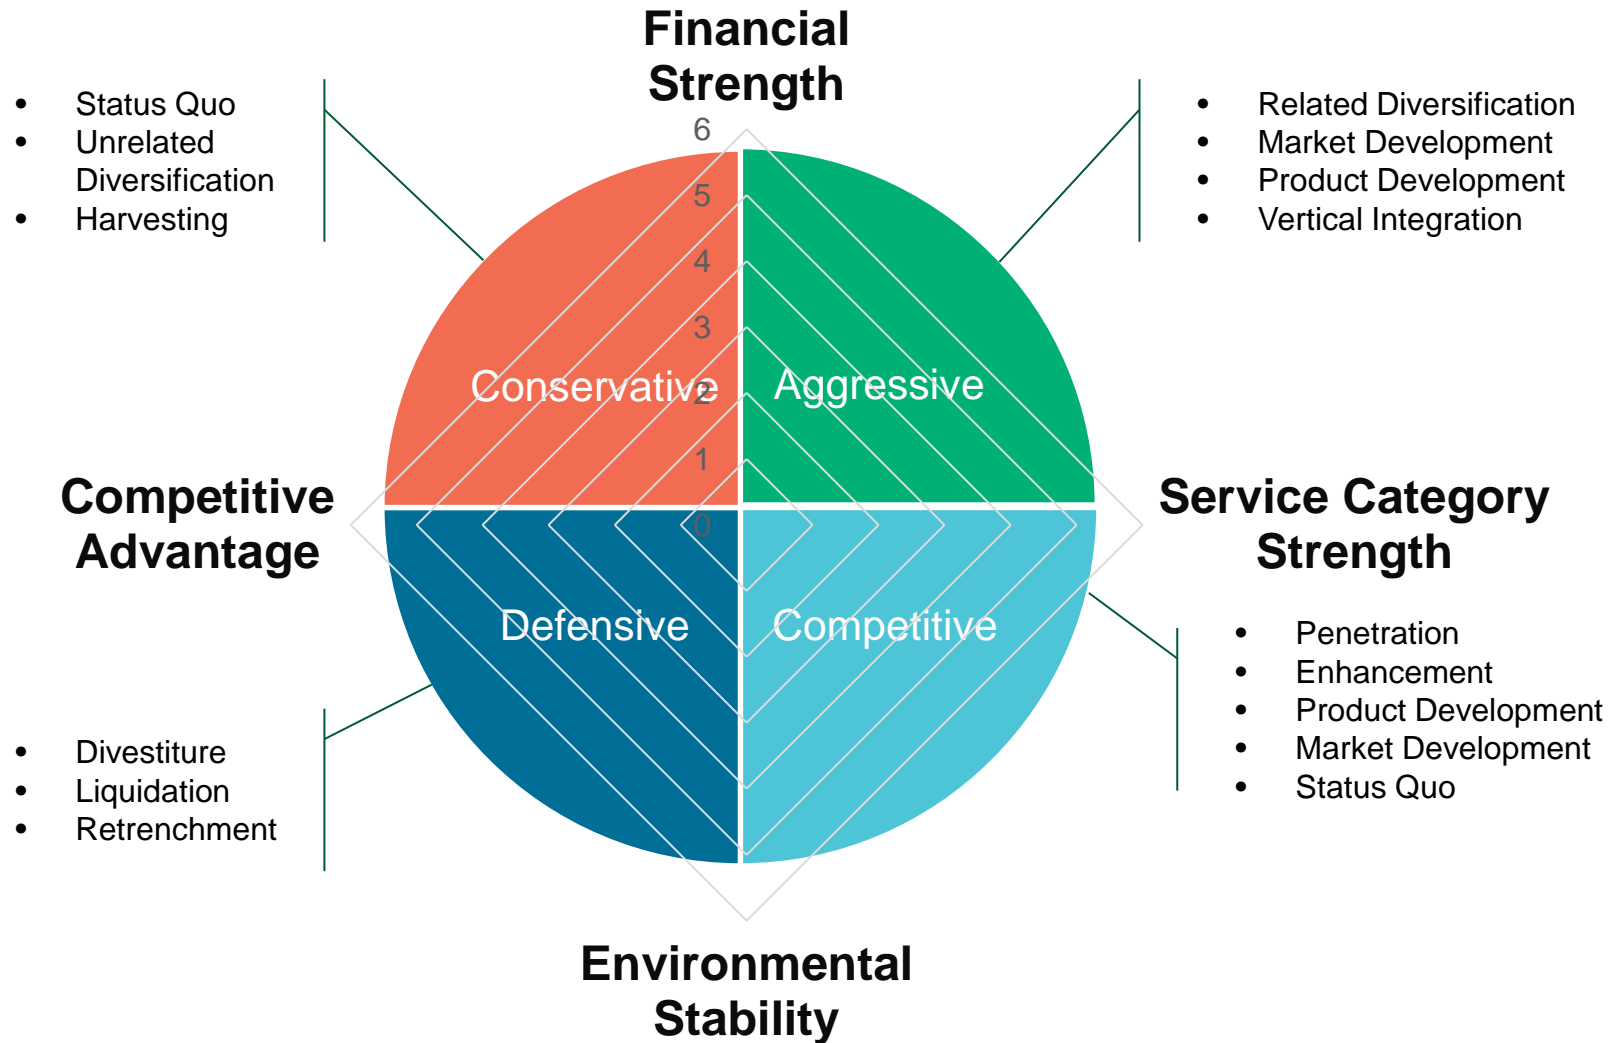 Financial
Strength
• Status Quo
• Unrelated
Diversification
• Harvesting
• Related Diversification
• Market Development
• Product Development
• Vertical Integration
6
5
4
3
2
1
0
Conservative
Aggressive
Competitive
Advantage
Service Category
Strength
Defensive
Competitive
• Penetration
• Enhancement
• Product Development
• Market Development
• Status Quo
• Divestiture
• Liquidation
• Retrenchment
Environmental
Stability